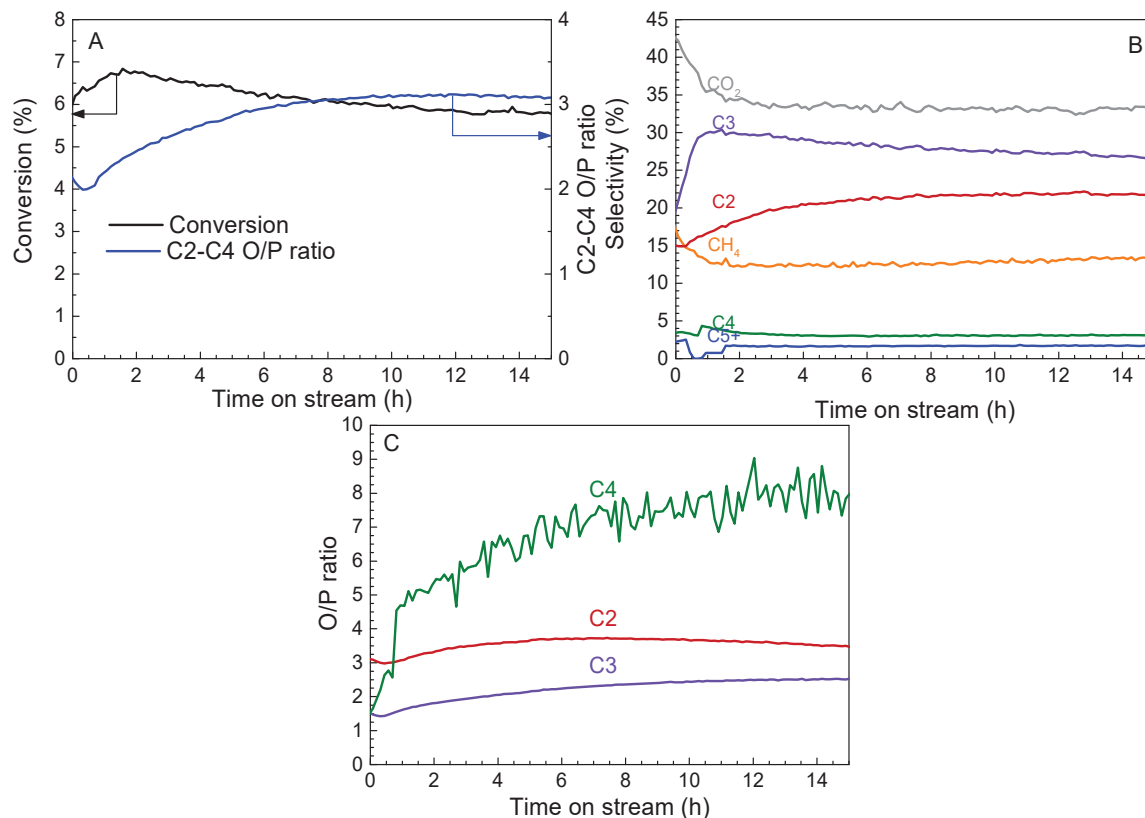 A
Conversion (%)
8
7
6
5
4
3
2
1
0
Conversion
C2-C4 O/P ratio
4
3
2
1
0
C2-C4 O/P ratio
0 2 4 6 8 10 12 14
Time on stream (h)
B
Selectivity (%)
45
40
35
30
25
20
15
10
5
0
CO2
C3
C2
CH4
C4
C5+
0 2 4 6 8 10 12 14
Time on stream (h)
C
O/P ratio
10
9
8
7
6
5
4
3
2
1
0
C4
C2
C3
0 2 4 6 8 10 12 14
Time on stream (h)